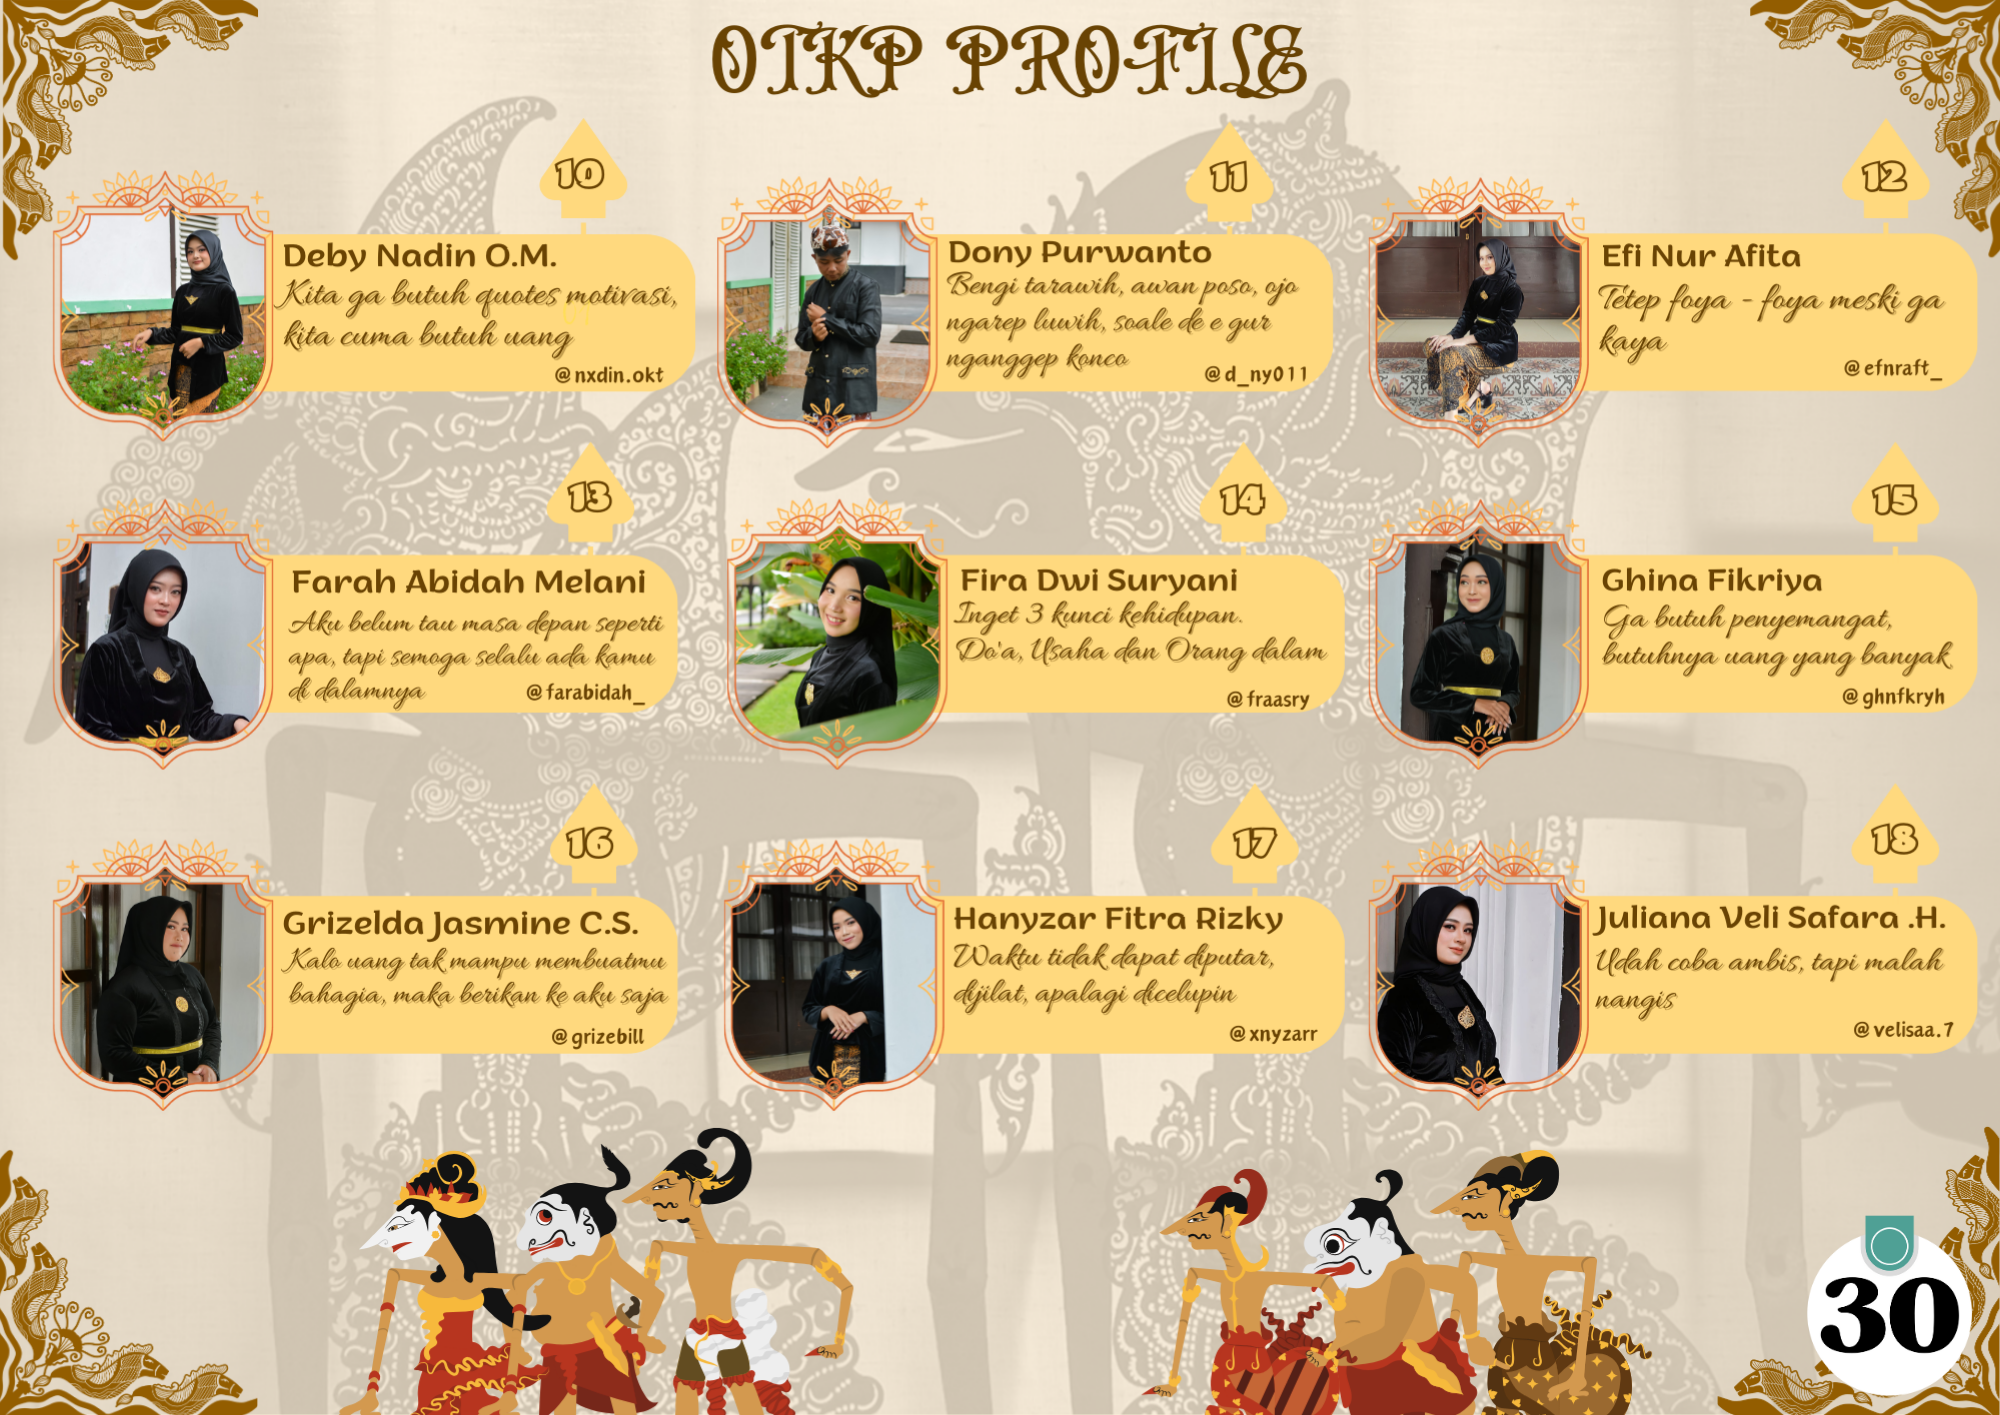 OTKP PROFILE
10
Deby Nadin O.M.
Kita ga butuh quotes motivasi,
kita cuma butuh uang
@nxdin.okt
11
Dony Purwanto
Bengi tarawih, awan poso, ojo
ngarep luwih, soale de e gur
nganggep konco
@d_ny011
12
Efi Nur Afita
Tetep foya - foya meski ga
kaya
@efnraft_
13
Farah Abidah Melani
Aku belum tau masa depan seperti
apa, tapi semoga selalu ada kamu
di dalamnya
@farabidah_
14
Fira Dwi Suryani
Inget 3 kunci kehidupan.
Do'a, Usaha dan Orang dalam
@fraasry
15
Ghina Fikriya
Ga butuh penyemangat,
butuhnya uang yang banyak
@ghnfkryh
16
Grizelda Jasmine C.S.
Kalo uang tak mampu membuatmu
bahagia, maka berikan ke aku saja
@grizebill
17
Hanyzar Fitra Rizky
Waktu tidak dapat diputar,
dijilat, apalagi dicelupin
@xnyzarr
18
Juliana Veli Safara .H.
Udah coba ambis, tapi malah
nangis
@velisaa.7
30